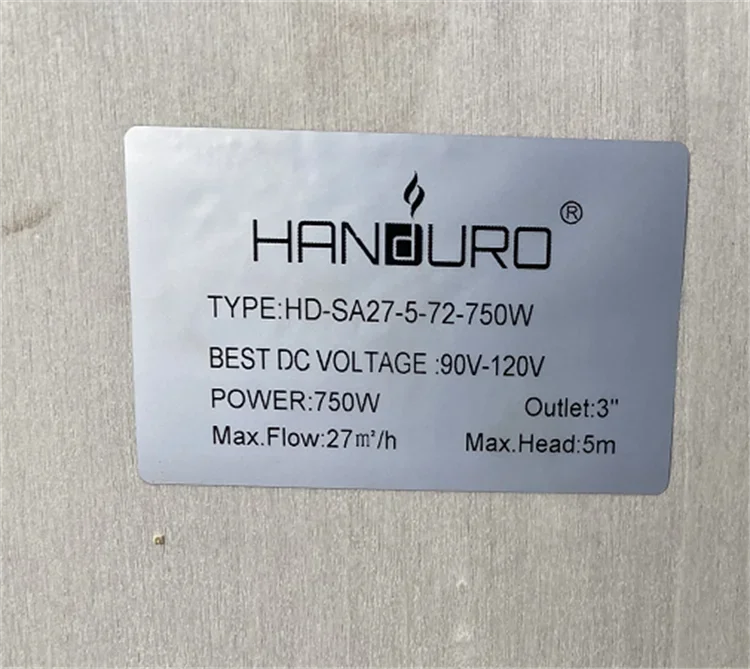 HANDURO®
TYPE:HD-SA27-5-72-750W
BEST DC VOLTAGE :90V-120V
POWER:750W Outlet:3"
Max.Flow:27m³/h Max.Head:5m